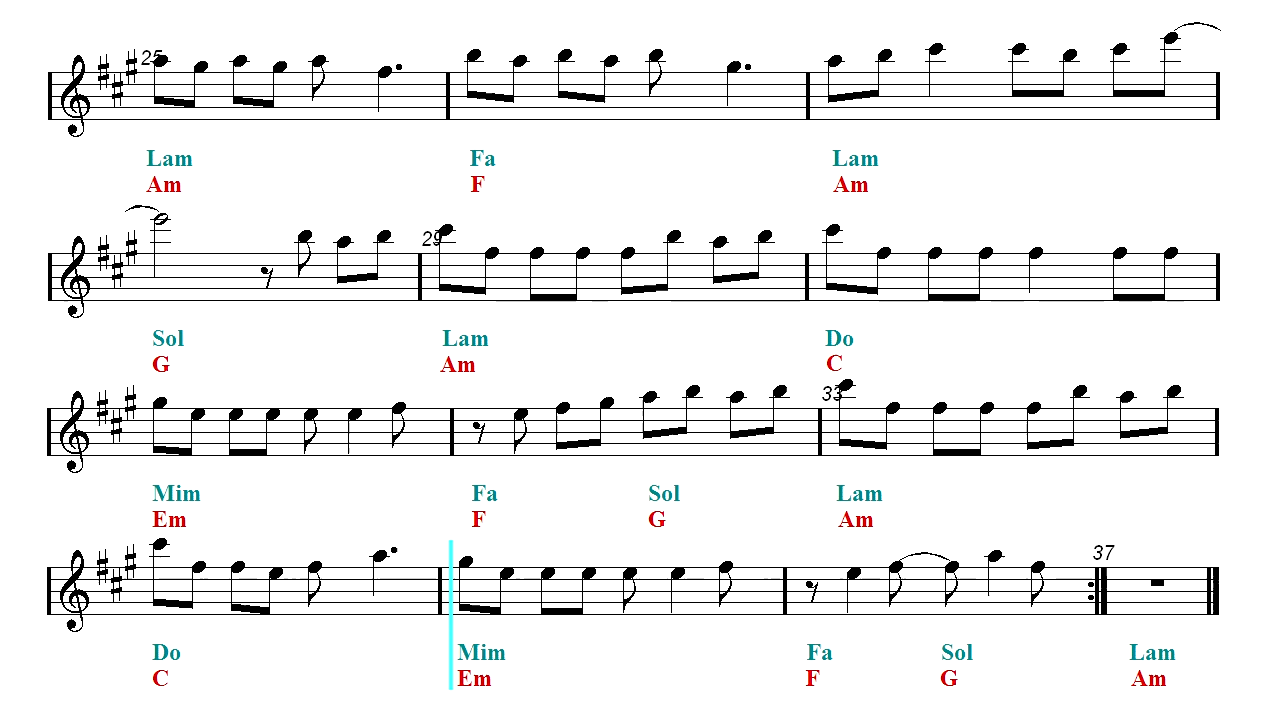 25
Lam Fa Lam
Am F Am
29
Sol Lam Do
G Am C
33
Mim Fa Sol Lam
Em F G Am
37
Do Mim Fa Sol Lam
C Em F G Am